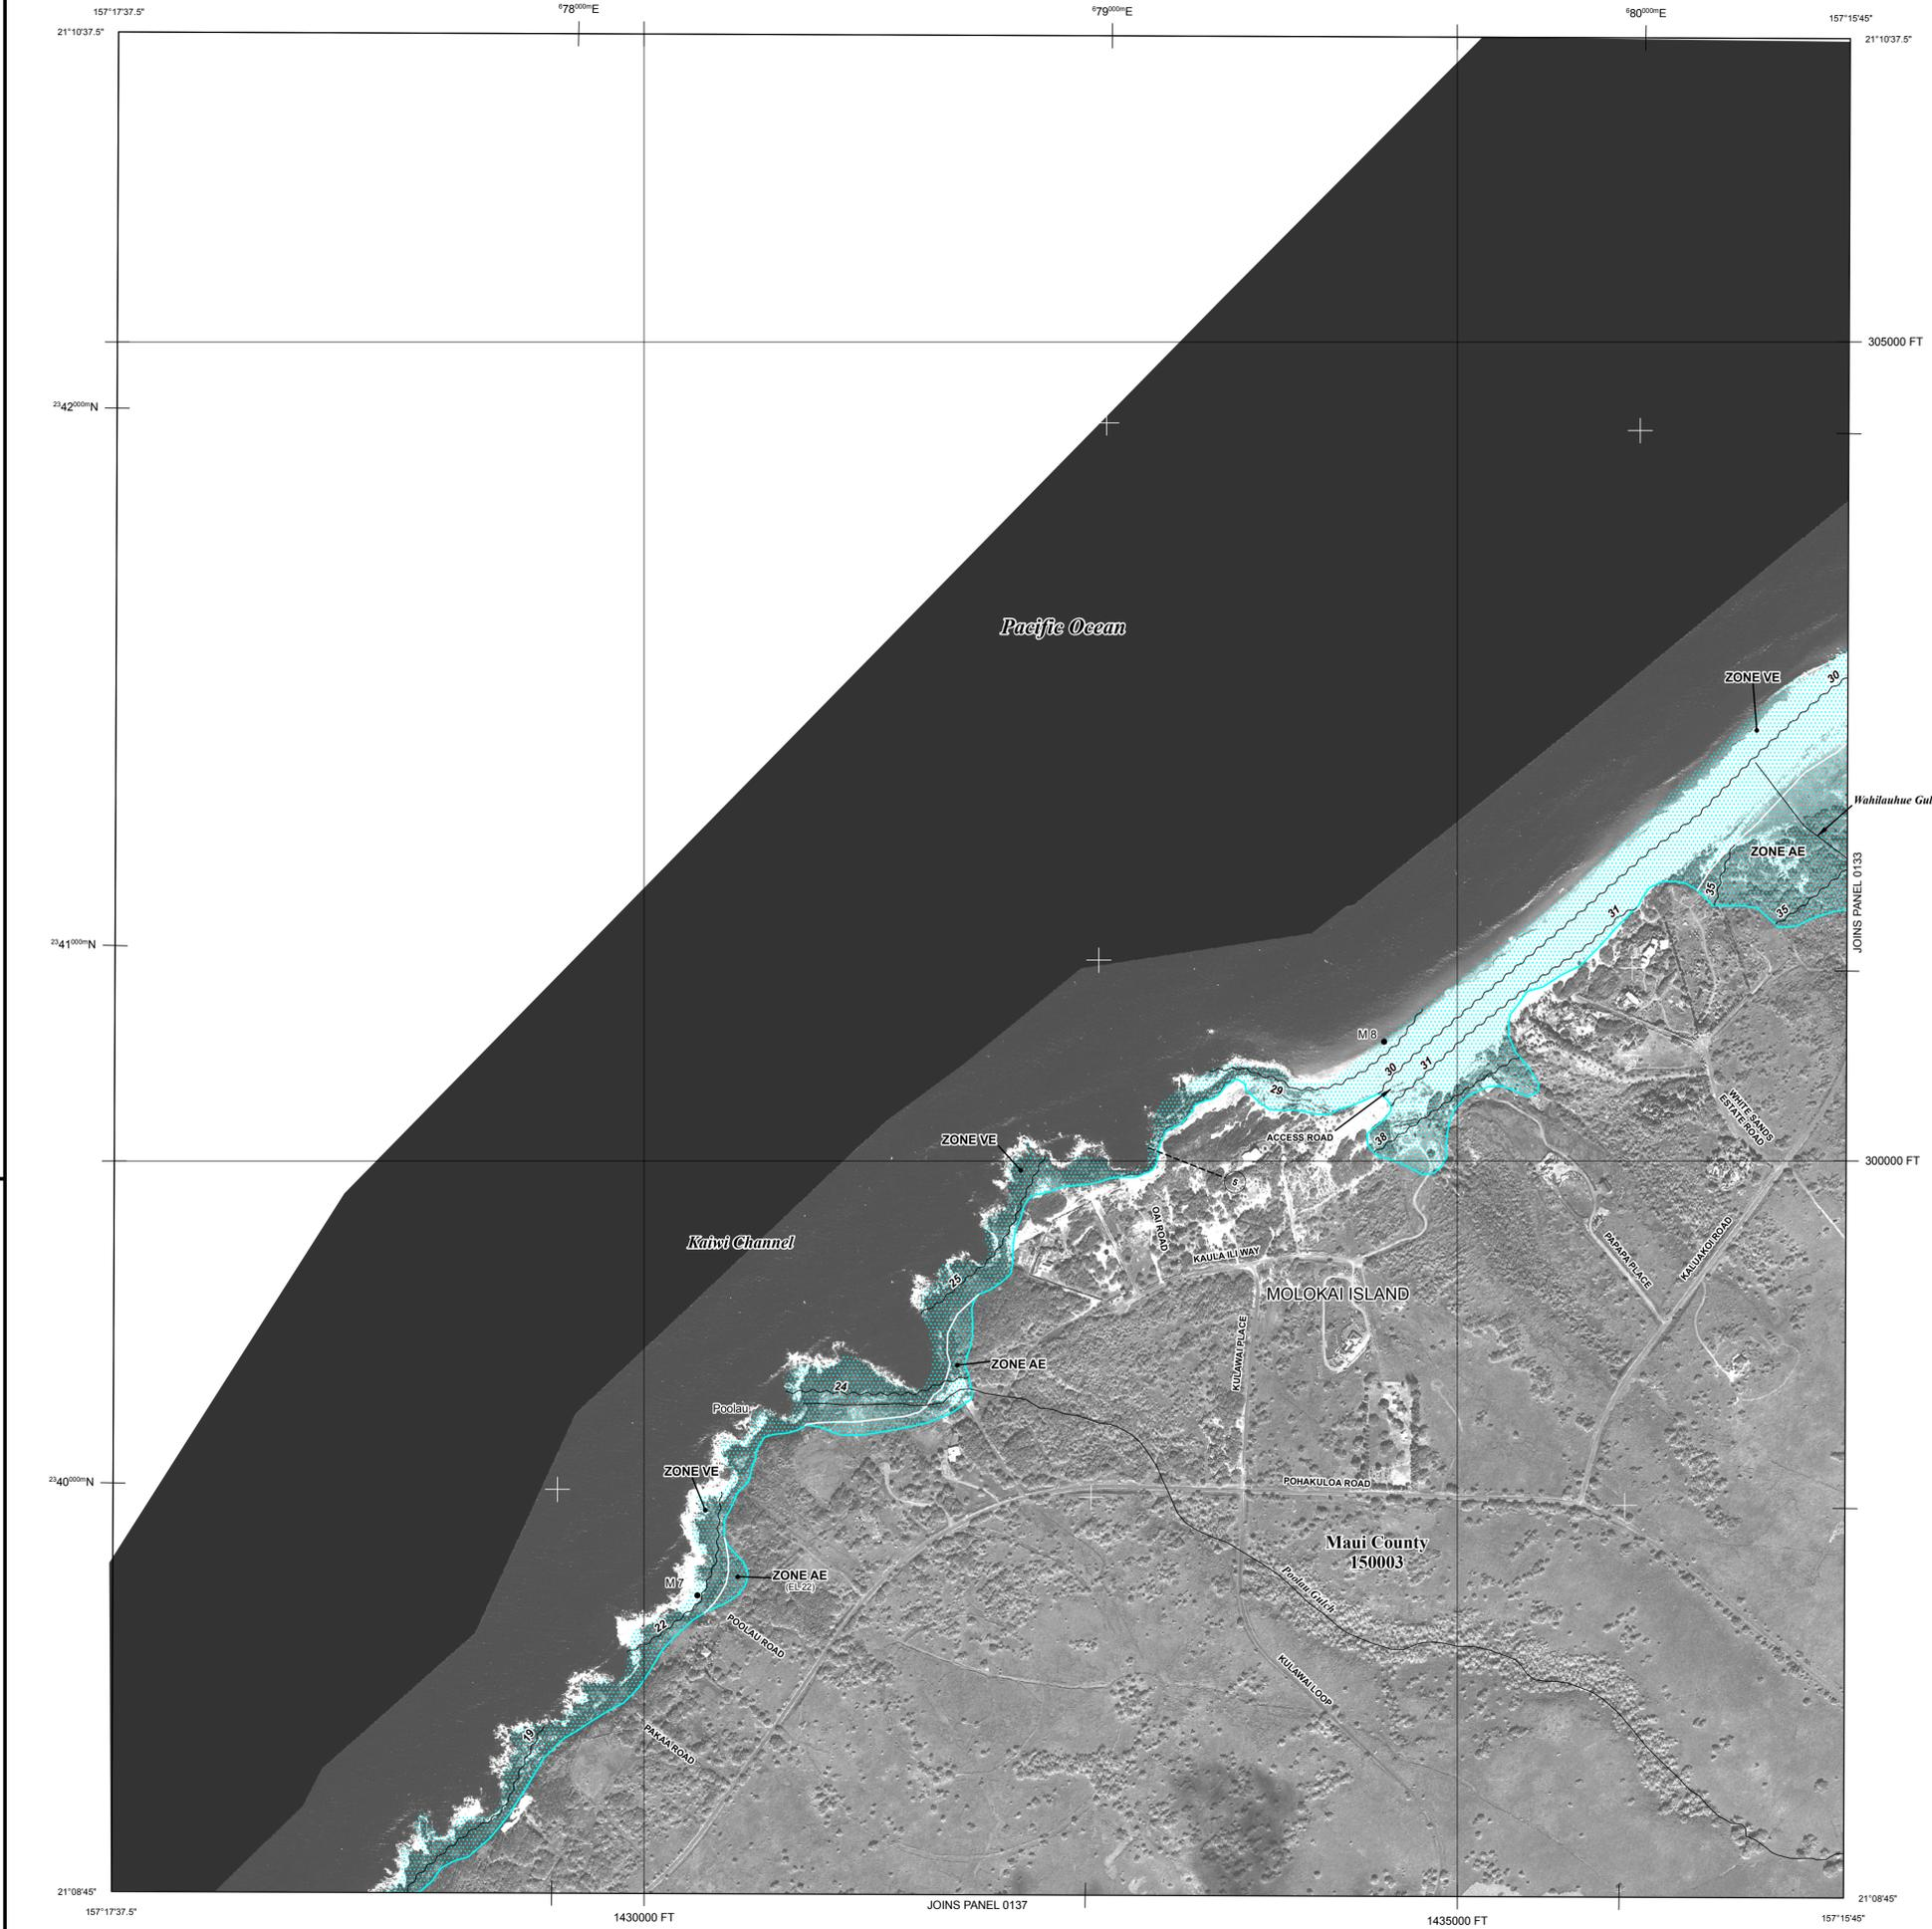 157°17'37.5"
⁶78⁰⁰⁰ᵐE
⁶79⁰⁰⁰ᵐE
⁶80⁰⁰⁰ᵐE
157°15'45"
21°10'37.5"
21°10'37.5"
305000 FT
²³42⁰⁰⁰ᵐN
Pacific Ocean
ZONE VE
30
Wahilauhue Gul
ZONE AE
JOINS PANEL 0133
35
35
31
²³41⁰⁰⁰ᵐN
M 8
30
31
29
ACCESS ROAD
38
WHITE SANDS
ESTATE ROAD
ZONE VE
300000 FT
5
OAI ROAD
KAULA ILI WAY
PAPAPA PLACE
KALUAKOI ROAD
Kaiwi Channel
25
MOLOKAI ISLAND
KULAWAI PLACE
ZONE AE
24
Poolau
ZONE VE
²³40⁰⁰⁰ᵐN
POHAKULOA ROAD
Maui County
150003
ZONE AE
(EL 22)
M 7
Poolau Gulch
22
POOLAU ROAD
KULAWAI LOOP
PAKAA ROAD
19
21°08'45"
21°08'45"
157°17'37.5"
1430000 FT
JOINS PANEL 0137
1435000 FT
157°15'45"